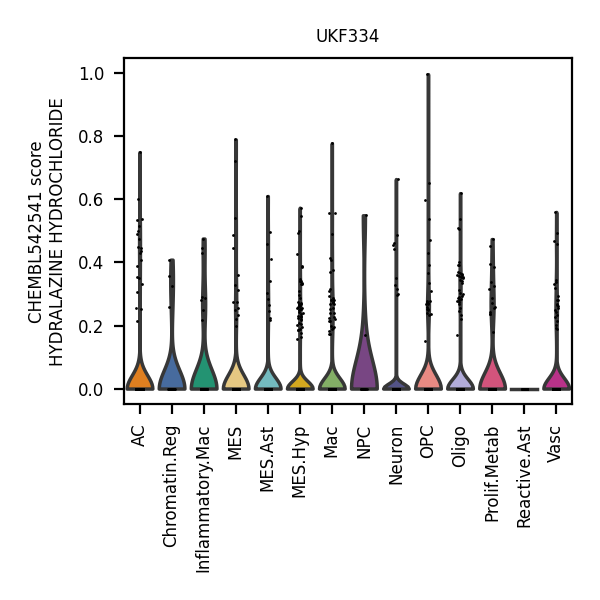 UKF334
CHEMBL542541 score
HYDRALAZINE HYDROCHLORIDE
1.0
0.8
0.6
0.4
0.2
0.0
AC
Chromatin.Reg
Inflammatory.Mac
MES
MES.Ast
MES.Hyp
Mac
NPC
Neuron
OPC
Oligo
Prolif.Metab
Reactive.Ast
Vasc